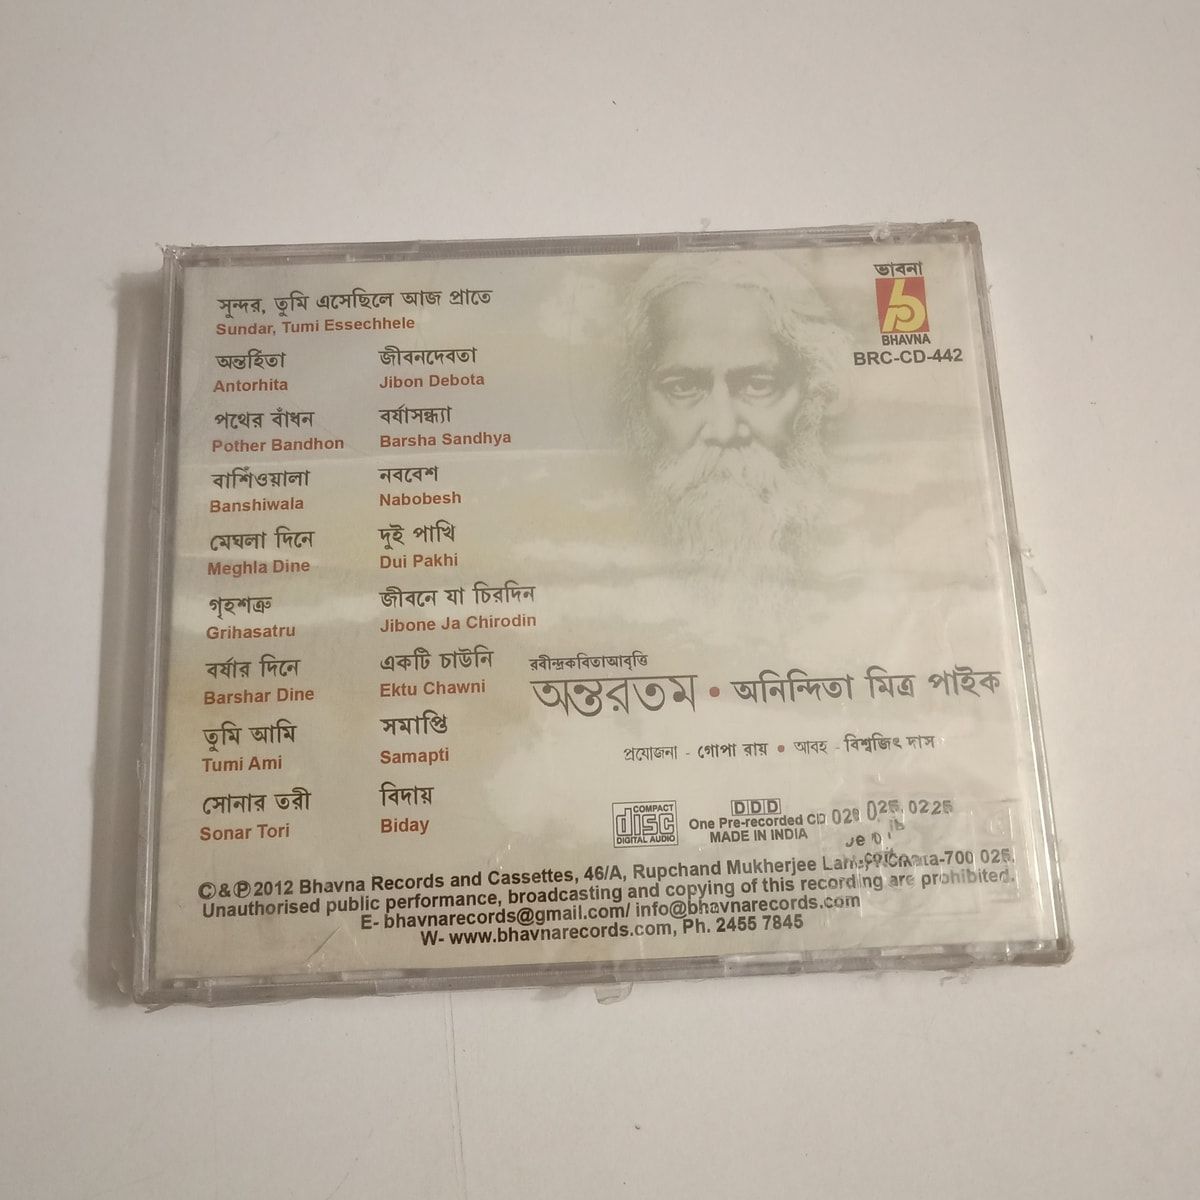 সুন্দর, তুমি এসেছিলে আজ প্রাতে
Sundar, Tumi Essechhele
অন্তর্হিতা
Antorhita
পথের বাঁধন
Pother Bandhon
বাশিঁওয়ালা
Banshiwala
মেঘলা দিনে
Meghla Dine
গৃহশত্রু
Grihasatru
বর্ষার দিনে
Barshar Dine
তুমি আমি
Tumi Ami
সোনার তরী
Sonar Tori
জীবনদেবতা
Jibon Debota
বর্ষাসন্ধ্যা
Barsha Sandhya
নববেশ
Nabobesh
দুই পাখি
Dui Pakhi
জীবনে যা চিরদিন
Jibone Ja Chirodin
একটি চাউনি
Ektu Chawni
সমাপ্তি
Samapti
বিদায়
Biday
ভাবনা
BHAVNA
BRC-CD-442
রবীন্দ্রকবিতাআবৃত্তি
অন্তরতম • অনিন্দিতা মিত্র পাইক
প্রযোজনা - গোপা রায় • আবহ - বিশ্বজিৎ দাস
COMPACT
disc
DIGITAL AUDIO
DDD
One Pre-recorded CD
MADE IN INDIA
©&℗2012 Bhavna Records and Cassettes, 46/A, Rupchand Mukherjee 700 025.
Unauthorised public performance, broadcasting and copying of this recording are prohibited.
E- bhavnarecords@gmail.com/ info@bhavnarecords.com
W- www.bhavnarecords.com, Ph. 2455 7845